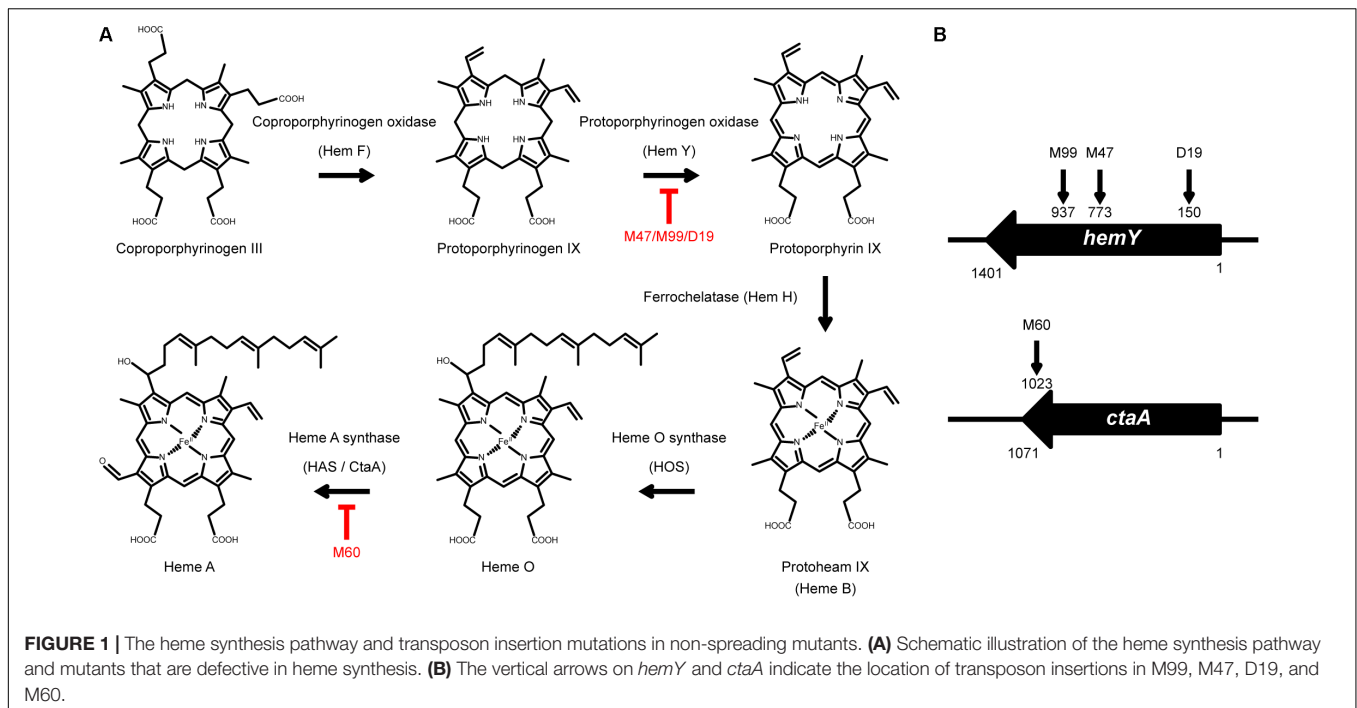 A
B
HOOC
COOH
NH
HN
NH
HN
HOOC
COOH
Coproporphyrinogen III
Coproporphyrinogen oxidase
(Hem F)
NH
HN
NH
HN
HOOC
COOH
Protoporphyrinogen IX
Protoporphyrinogen oxidase
(Hem Y)
M47/M99/D19
NH
N
N
HN
HOOC
COOH
Protoporphyrin IX
Ferrochelatase (Hem H)
N
N
FeII
N
N
HOOC
COOH
Protoheam IX
(Heme B)
Heme O synthase
(HOS)
HO
N
N
FeII
N
N
HOOC
COOH
Heme O
Heme A synthase
(HAS / CtaA)
M60
HO
N
N
FeII
N
N
O
HOOC
COOH
Heme A
M99 M47 D19
937 773 150
hemY
1401 1
M60
1023
ctaA
1071 1
FIGURE 1 | The heme synthesis pathway and transposon insertion mutations in non-spreading mutants. (A) Schematic illustration of the heme synthesis pathway
and mutants that are defective in heme synthesis. (B) The vertical arrows on hemY and ctaA indicate the location of transposon insertions in M99, M47, D19, and
M60.